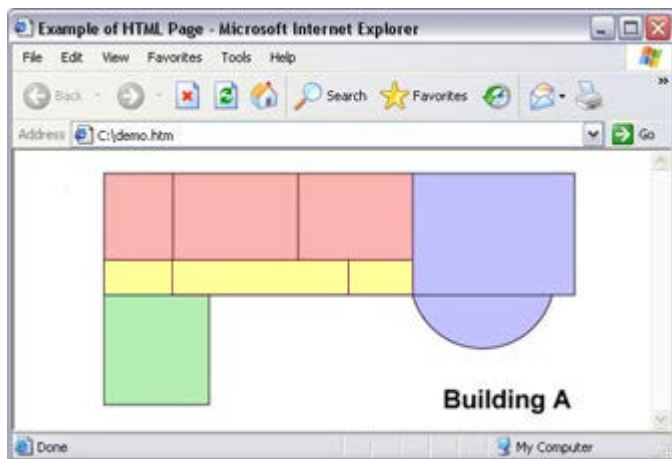 Example of HTML Page - Microsoft Internet Explorer
File Edit View Favorites Tools Help
Back Search Favorites »
Address C:\demo.htm Go
Building A
Done My Computer